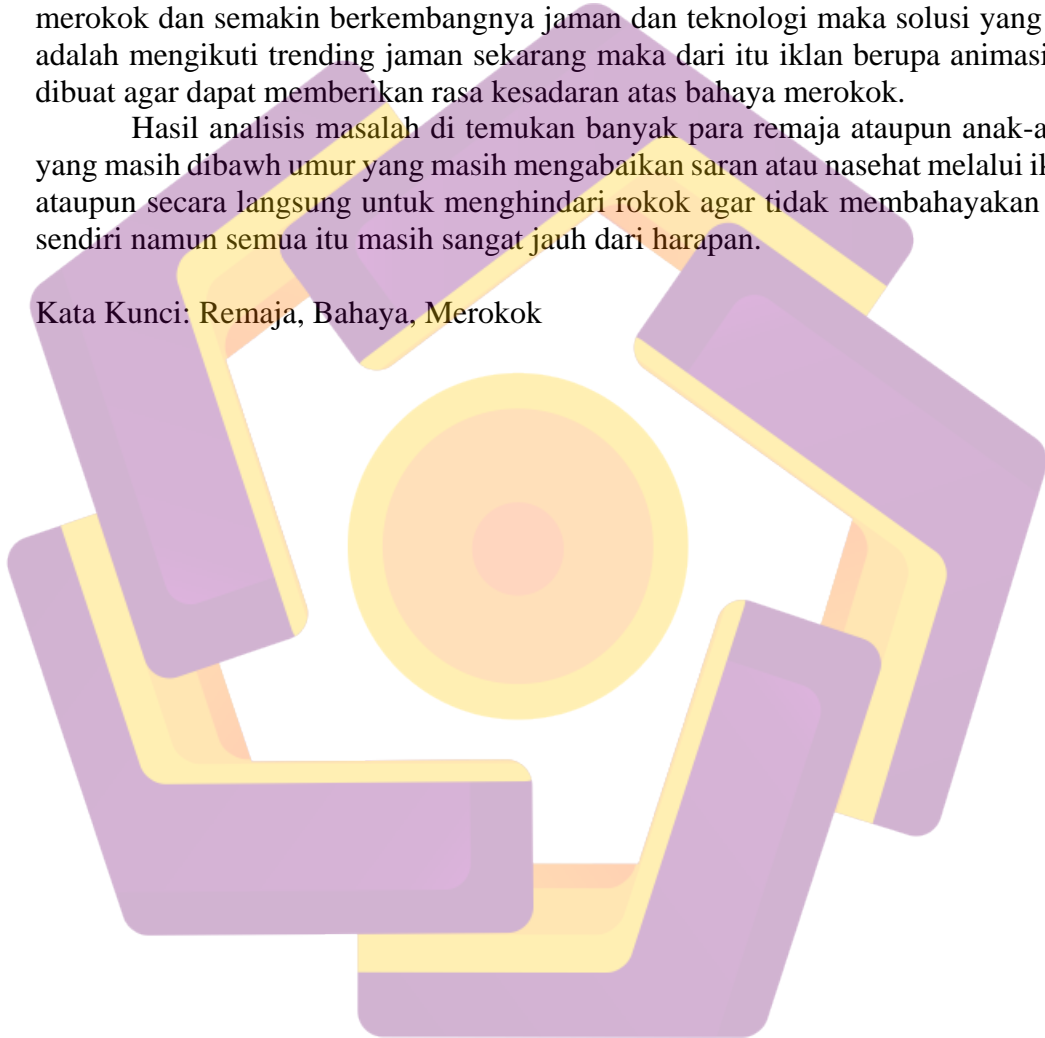 merokok dan semakin berkembangnya jaman dan teknologi maka solusi yang
adalah mengikuti trending jaman sekarang maka dari itu iklan berupa animasi
dibuat agar dapat memberikan rasa kesadaran atas bahaya merokok.
Hasil analisis masalah di temukan banyak para remaja ataupun anak-a
yang masih dibawh umur yang masih mengabaikan saran atau nasehat melalui ik
ataupun secara langsung untuk menghindari rokok agar tidak membahayakan
sendiri namun semua itu masih sangat jauh dari harapan.
Kata Kunci: Remaja, Bahaya, Merokok